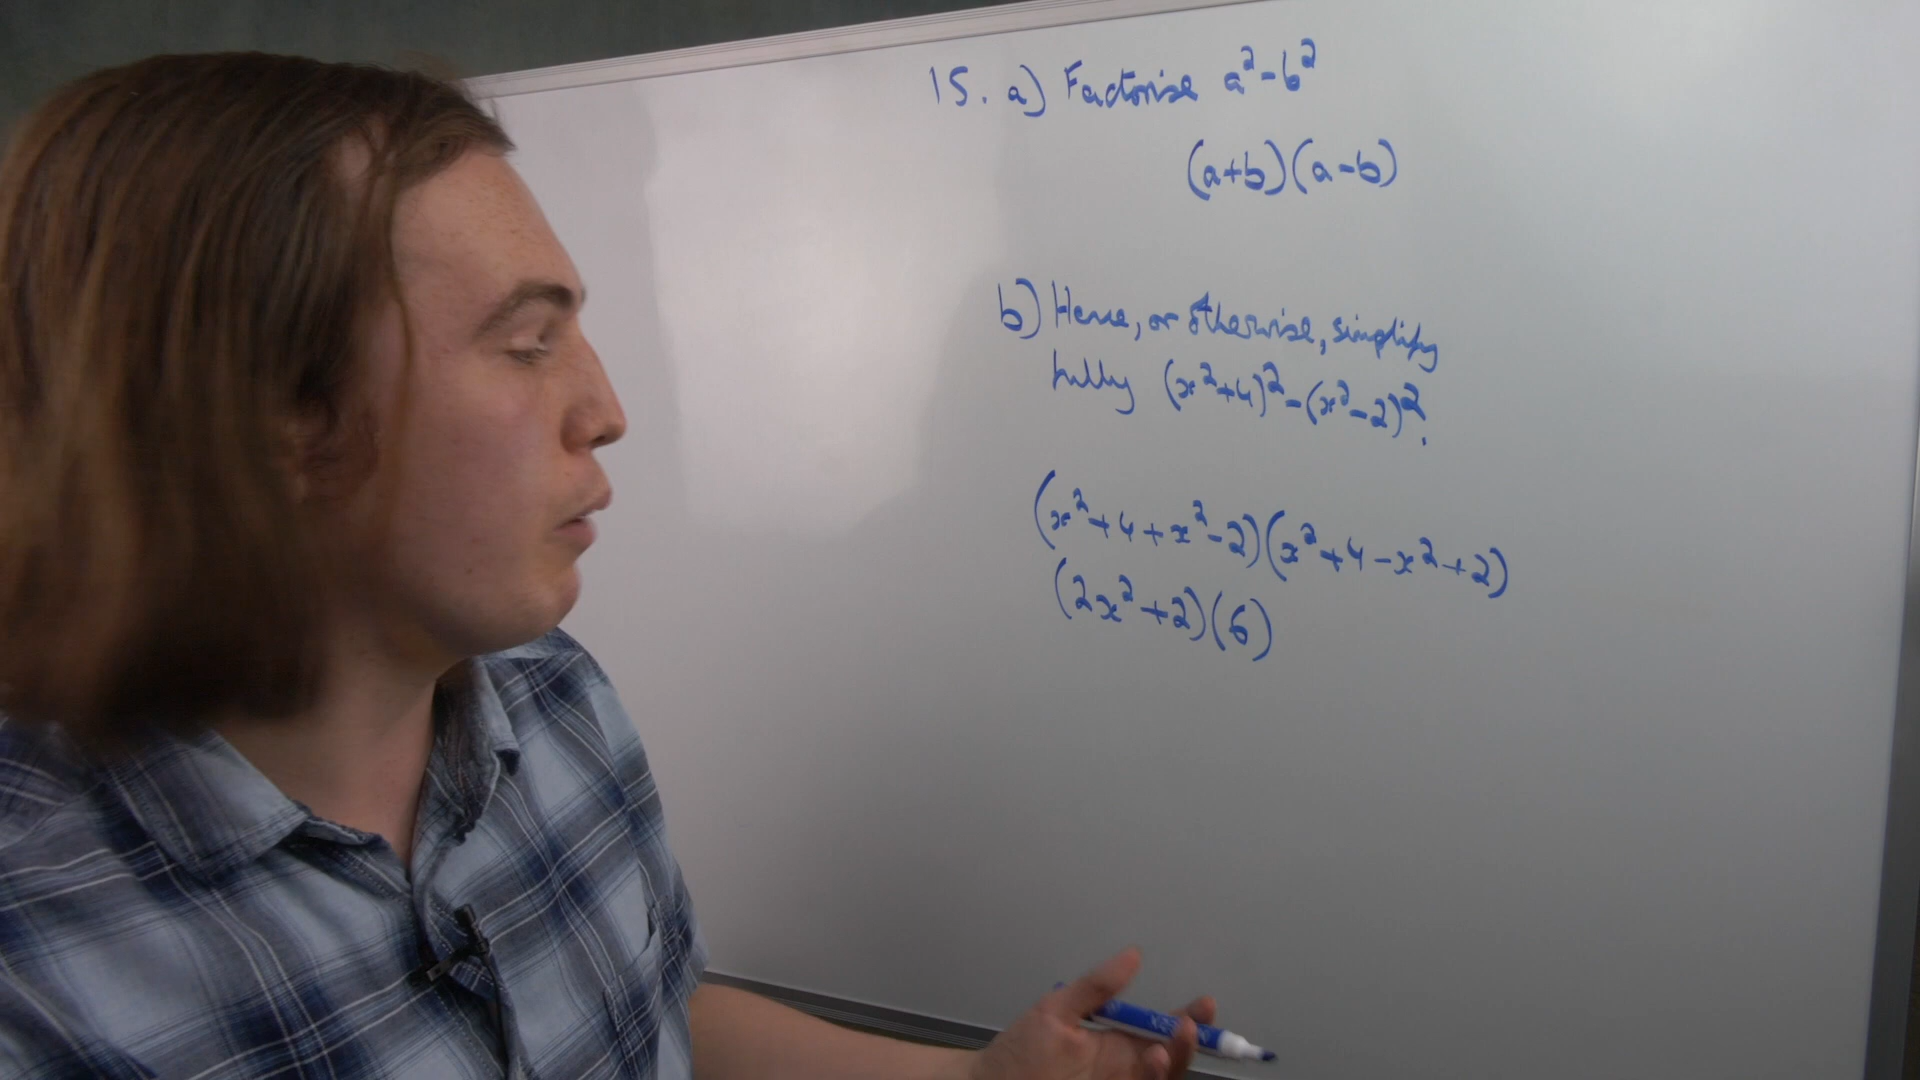 15. a) Factorise a²-b²
(a+b)(a-b)
b) Hence, or otherwise, simplify
fully (x²+4)²-(x²-2)².
(x²+4+x²-2)(x²+4-x²+2)
(2x²+2)(6)